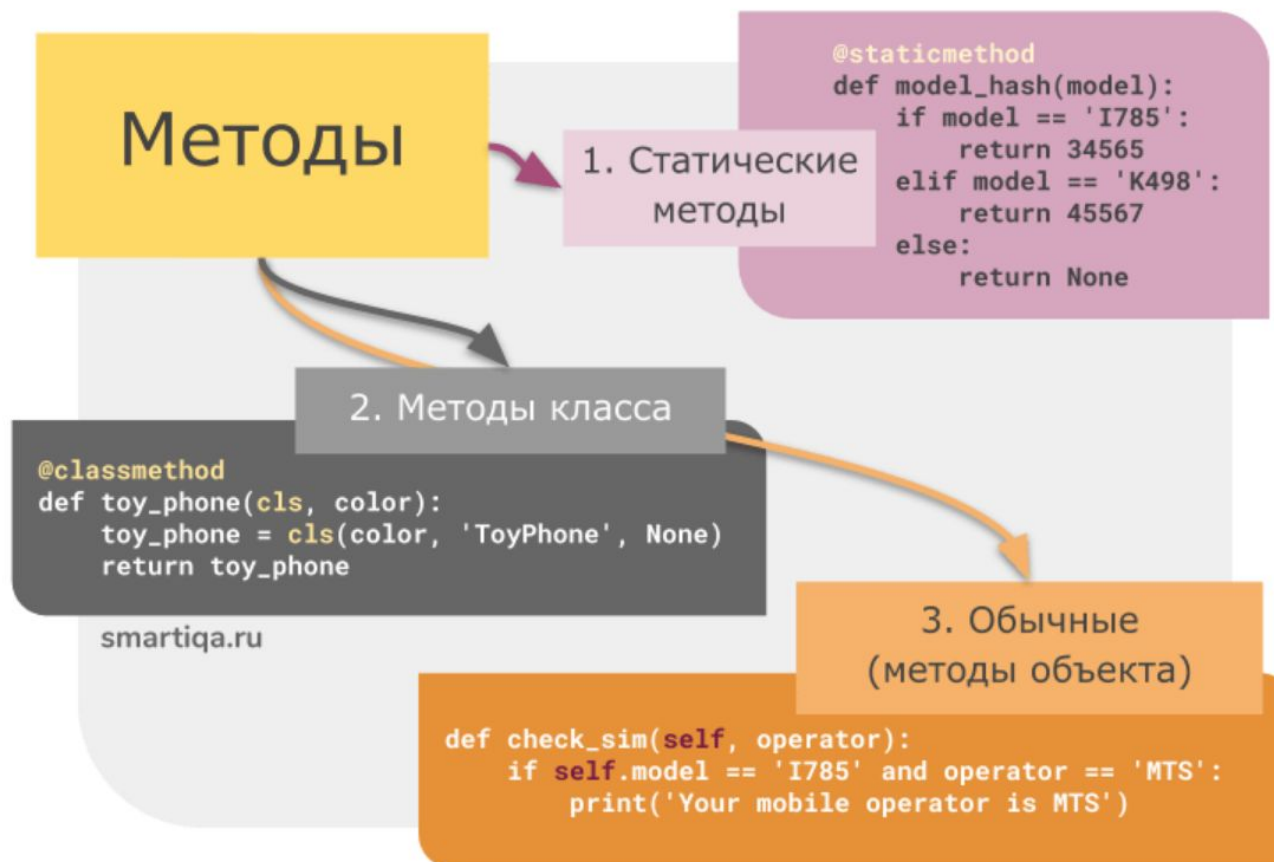 Методы
1. Статические
методы
@staticmethod
def model_hash(model):
    if model == 'I785':
        return 34565
    elif model == 'K498':
        return 45567
    else:
        return None
2. Методы класса
@classmethod
def toy_phone(cls, color):
    toy_phone = cls(color, 'ToyPhone', None)
    return toy_phone
smartiqa.ru
3. Обычные
(методы объекта)
def check_sim(self, operator):
    if self.model == 'I785' and operator == 'MTS':
        print('Your mobile operator is MTS')